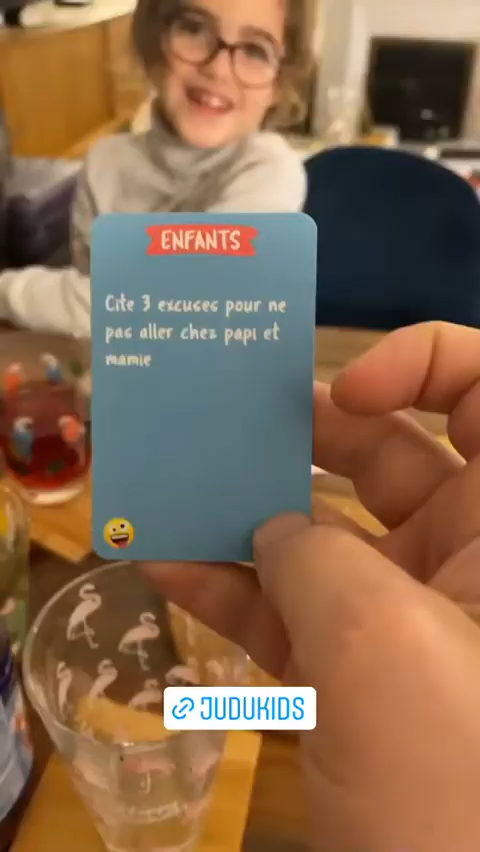 ENFANTS
Cite 3 excuses pour ne
pas aller chez papi et
mamie
JUDUKIDS